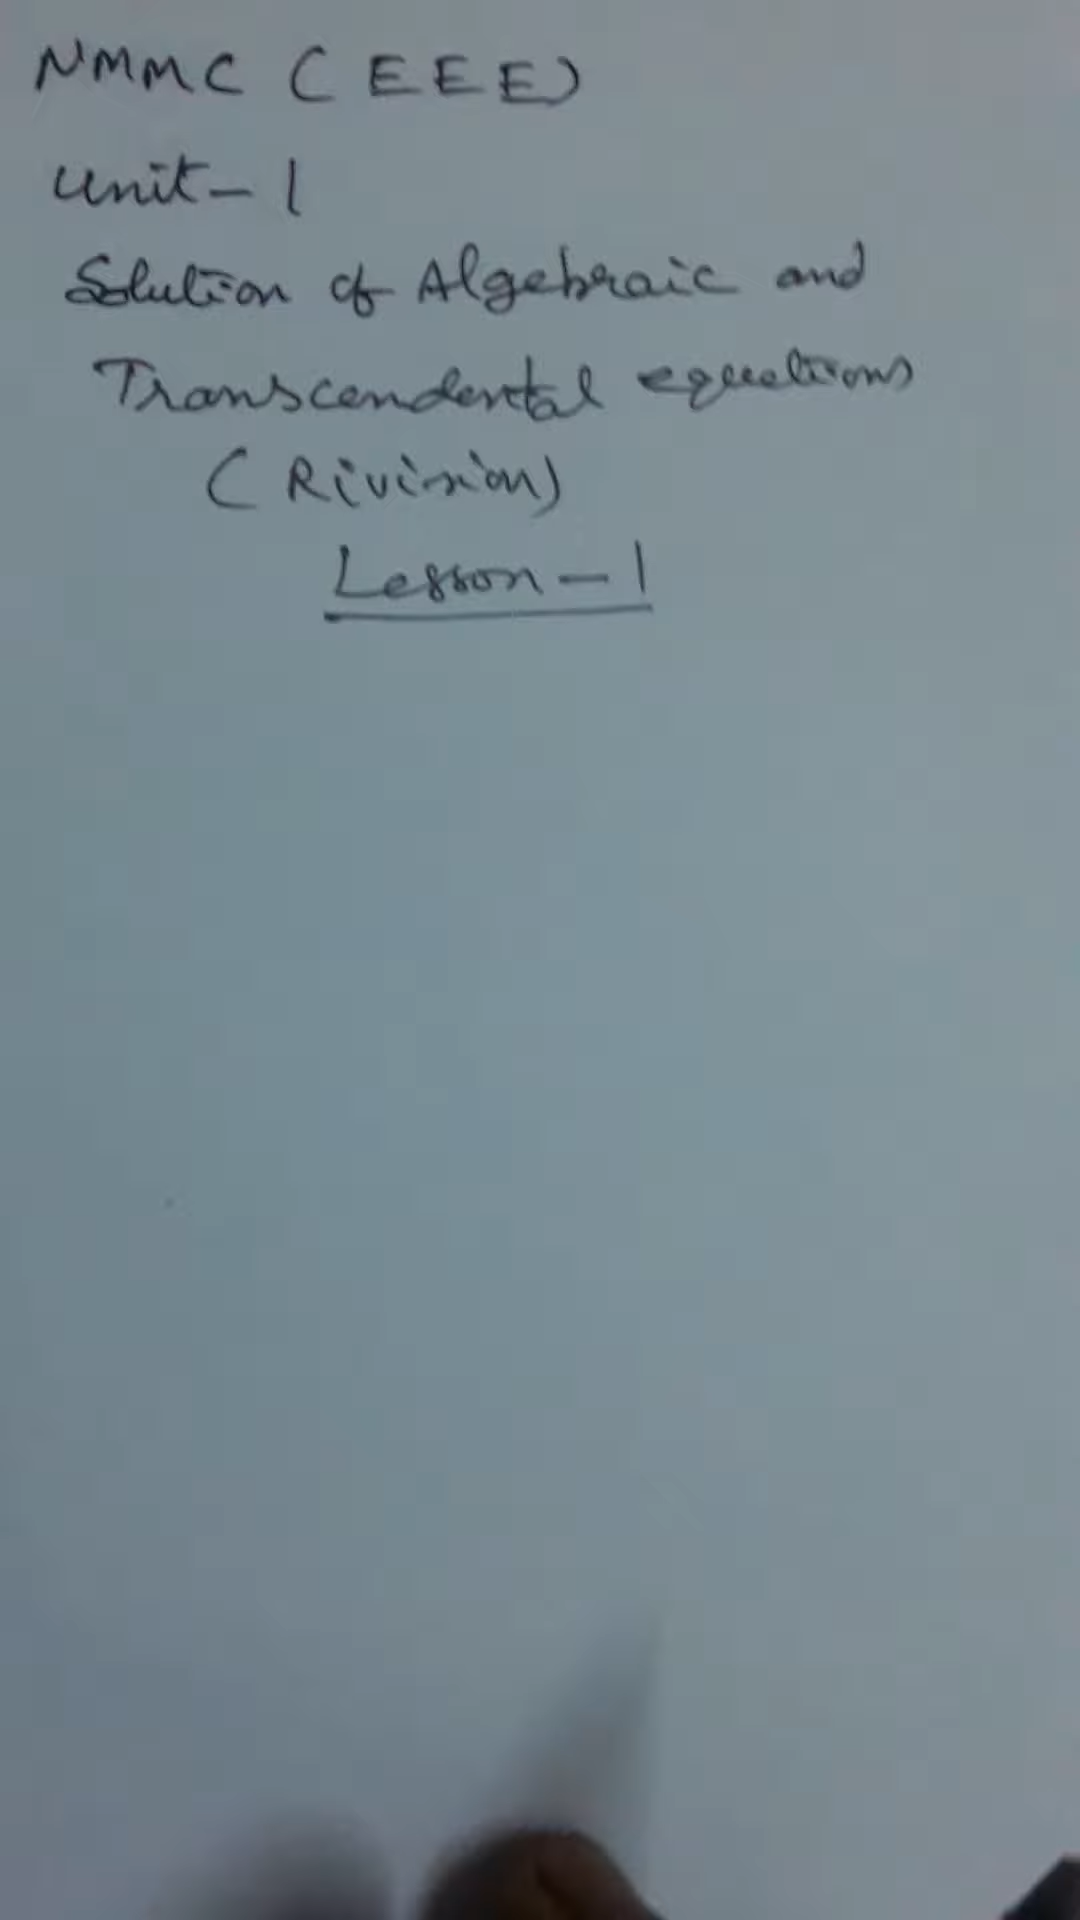 NMMC (EEE)
Unit - 1
Solution of Algebraic and
Transcendental equations
(Rivision)
Lesson - 1